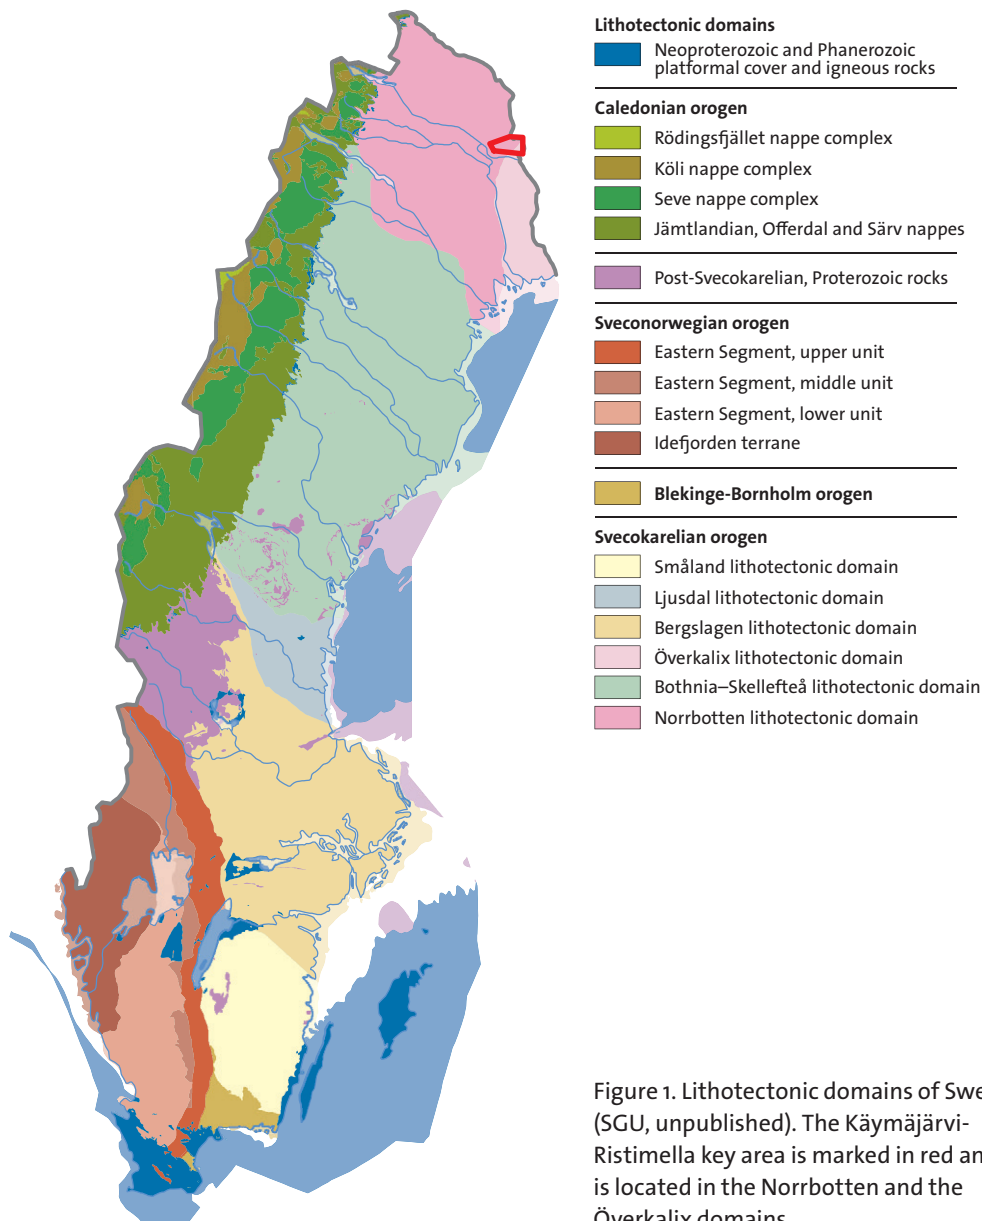 Lithotectonic domains
Neoproterozoic and Phanerozoic
platformal cover and igneous rocks
Caledonian orogen
Rödingsfjället nappe complex
Köli nappe complex
Seve nappe complex
Jämtlandian, Offerdal and Särv nappes
Post-Svecokarelian, Proterozoic rocks
Sveconorwegian orogen
Eastern Segment, upper unit
Eastern Segment, middle unit
Eastern Segment, lower unit
Idefjorden terrane
Blekinge-Bornholm orogen
Svecokarelian orogen
Småland lithotectonic domain
Ljusdal lithotectonic domain
Bergslagen lithotectonic domain
Överkalix lithotectonic domain
Bothnia–Skellefteå lithotectonic domain
Norrbotten lithotectonic domain
Figure 1. Lithotectonic domains of Swe
(SGU, unpublished). The Käymäjärvi-
Ristimella key area is marked in red an
is located in the Norrbotten and the
Överkalix domains